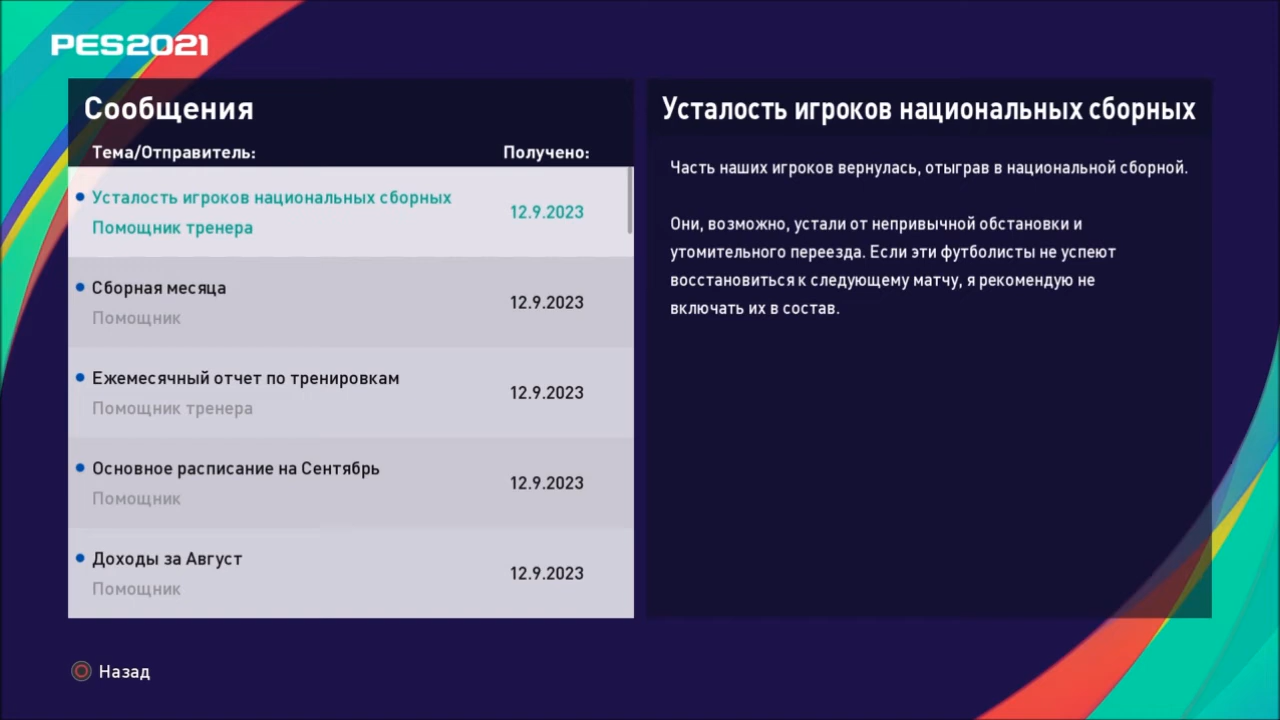 PES2021
Сообщения
Тема/Отправитель: Получено:
Усталость игроков национальных сборных
Помощник тренера
12.9.2023
Сборная месяца
Помощник
12.9.2023
Ежемесячный отчет по тренировкам
Помощник тренера
12.9.2023
Основное расписание на Сентябрь
Помощник
12.9.2023
Доходы за Август
Помощник
12.9.2023
Усталость игроков национальных сборных
Часть наших игроков вернулась, отыграв в национальной сборной.
Они, возможно, устали от непривычной обстановки и
утомительного переезда. Если эти футболисты не успеют
восстановиться к следующему матчу, я рекомендую не
включать их в состав.
Назад